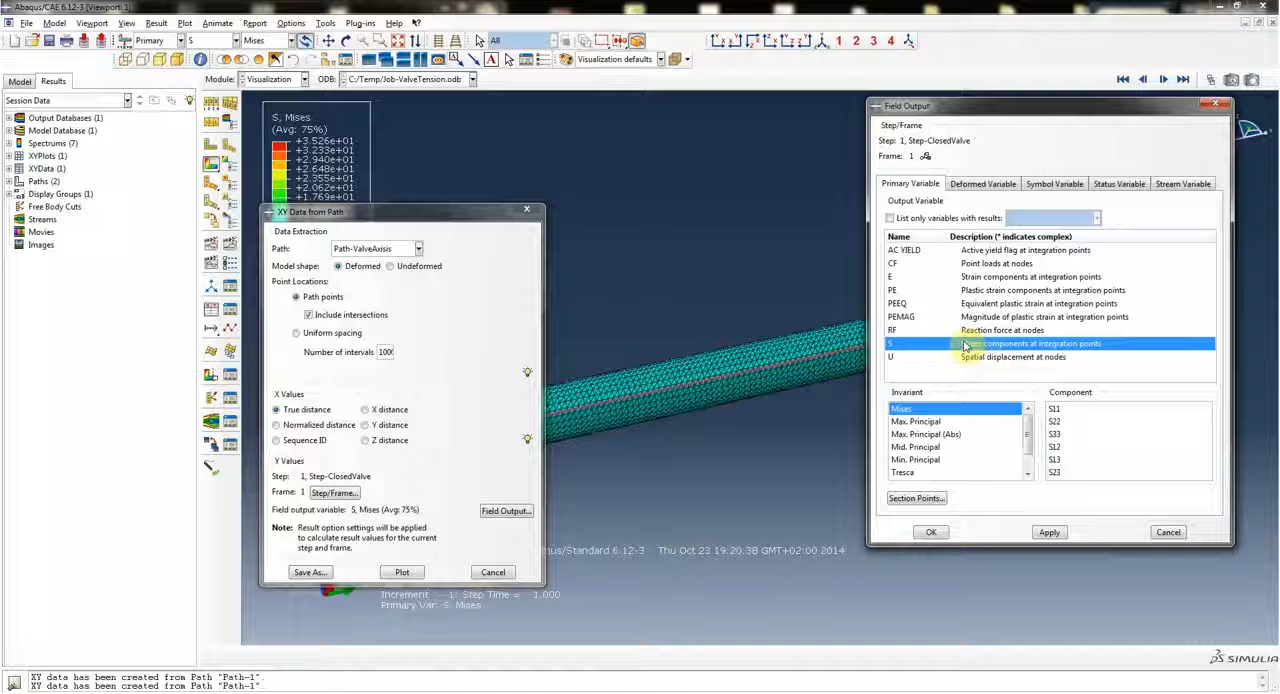 Abaqus/CAE 6.12-3 [Viewport: 1]
File Model Viewport View Result Plot Animate Report Options Tools Plug-ins Help
Primary S Mises All 1 2 3 4
Visualization defaults
Model Results Module: Visualization ODB: C:/Temp/Job-ValveTension.odb
Session Data
Output Databases (1)
Model Database (1)
Spectrums (7)
XYPlots (1)
XYData (1)
Paths (2)
Display Groups (1)
Free Body Cuts
Streams
Movies
Images
S, Mises
(Avg: 75%)
+3.526e+01
+3.233e+01
+2.940e+01
+2.648e+01
+2.355e+01
+2.062e+01
+1.769e+01
XY Data from Path
Data Extraction
Path: Path-ValveAxisis
Model shape: Deformed Undeformed
Point Locations:
Path points
Include intersections
Uniform spacing
Number of intervals 1000
X Values
True distance X distance
Normalized distance Y distance
Sequence ID Z distance
Y Values
Step: 1, Step-ClosedValve
Frame: 1 Step/Frame...
Field output variable: S, Mises (Avg: 75%) Field Output...
Note: Result option settings will be applied
to calculate result values for the current
step and frame.
Save As... Plot Cancel
Field Output
Step/Frame
Step: 1, Step-ClosedValve
Frame: 1
Primary Variable Deformed Variable Symbol Variable Status Variable Stream Variable
Output Variable
List only variables with results:
Name Description (* indicates complex)
AC YIELD Active yield flag at integration points
CF Point loads at nodes
E Strain components at integration points
PE Plastic strain components at integration points
PEEQ Equivalent plastic strain at integration points
PEMAG Magnitude of plastic strain at integration points
RF Reaction force at nodes
S components at integration points
U Spatial displacement at nodes
Invariant Component
Mises S11
Max. Principal S22
Max. Principal (Abs) S33
Mid. Principal S12
Min. Principal S13
Tresca S23
Section Points...
OK Apply Cancel
qus/Standard 6.12-3 Thu Oct 23 19:20:38 GMT+02:00 2014
Increment 1: Step Time = 1.000
Primary Var: S, Mises
SIMULIA
XY data has been created from Path "Path-1".
XY data has been created from Path "Path-1".